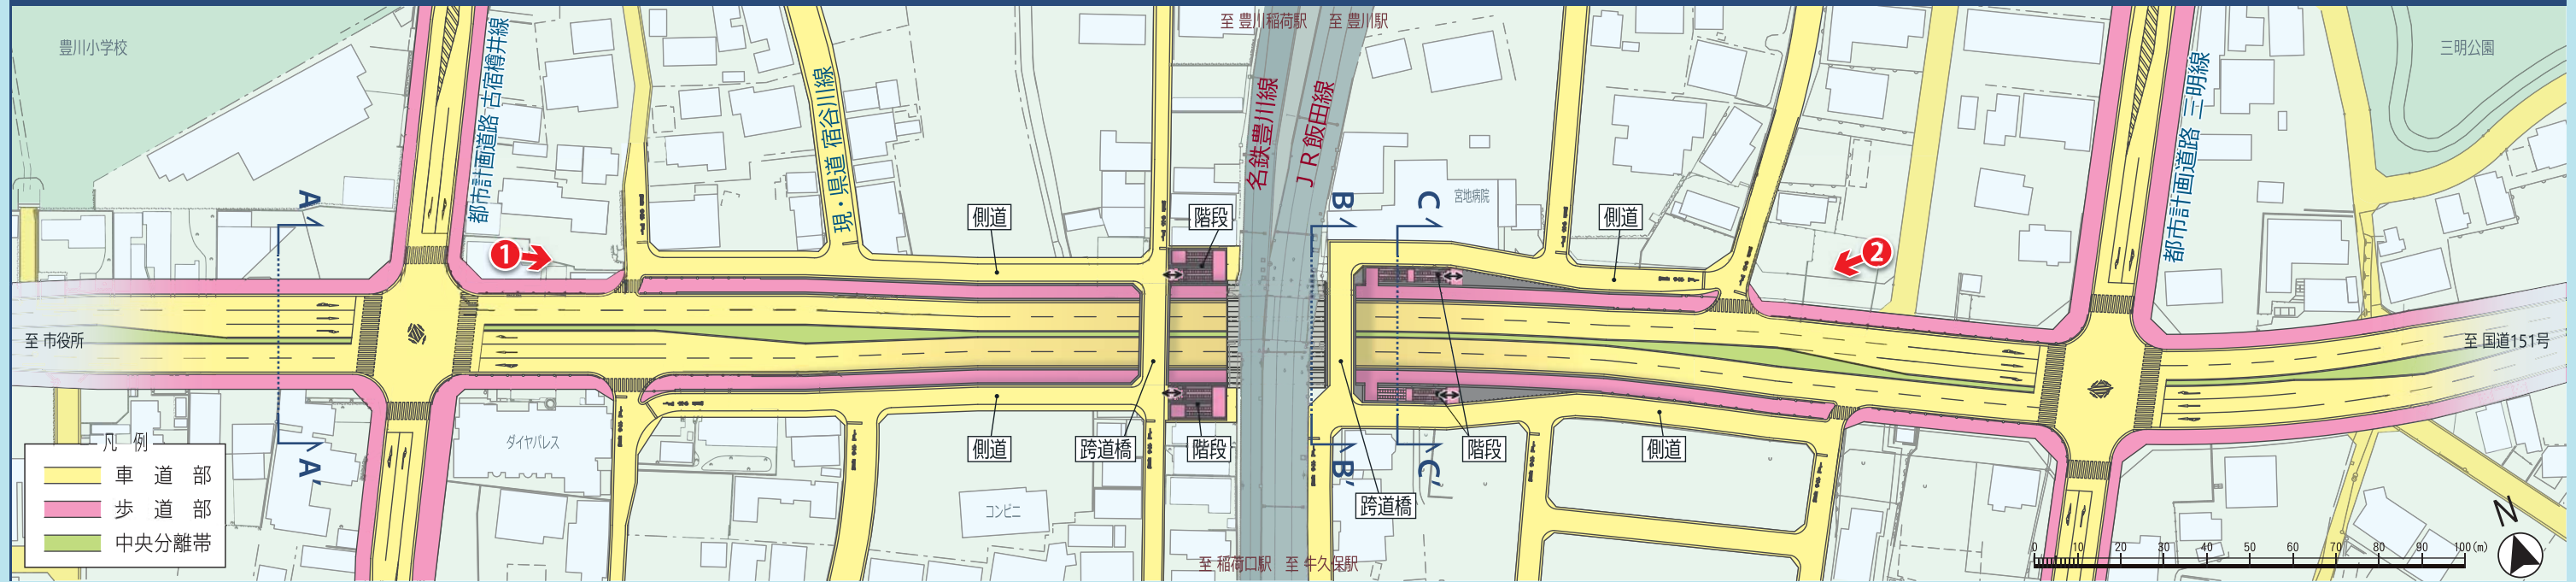 至 豊川稲荷駅 至 豊川駅
豊川小学校
三明公園
都市計画道路 古宿樽井線
現・県道 宿谷川線
名鉄豊川線
ＪＲ飯田線
都市計画道路 三明線
宮地病院
A
B
C
側道
階段
側道
1
2
至 市役所
至 国道151号
ダイヤパレス
側道
跨道橋
階段
階段
側道
A'
B'
C'
跨道橋
コンビニ
凡 例
車 道 部
歩 道 部
中央分離帯
至 稲荷口駅 至 牛久保駅
N
0 10 20 30 40 50 60 70 80 90 100(m)